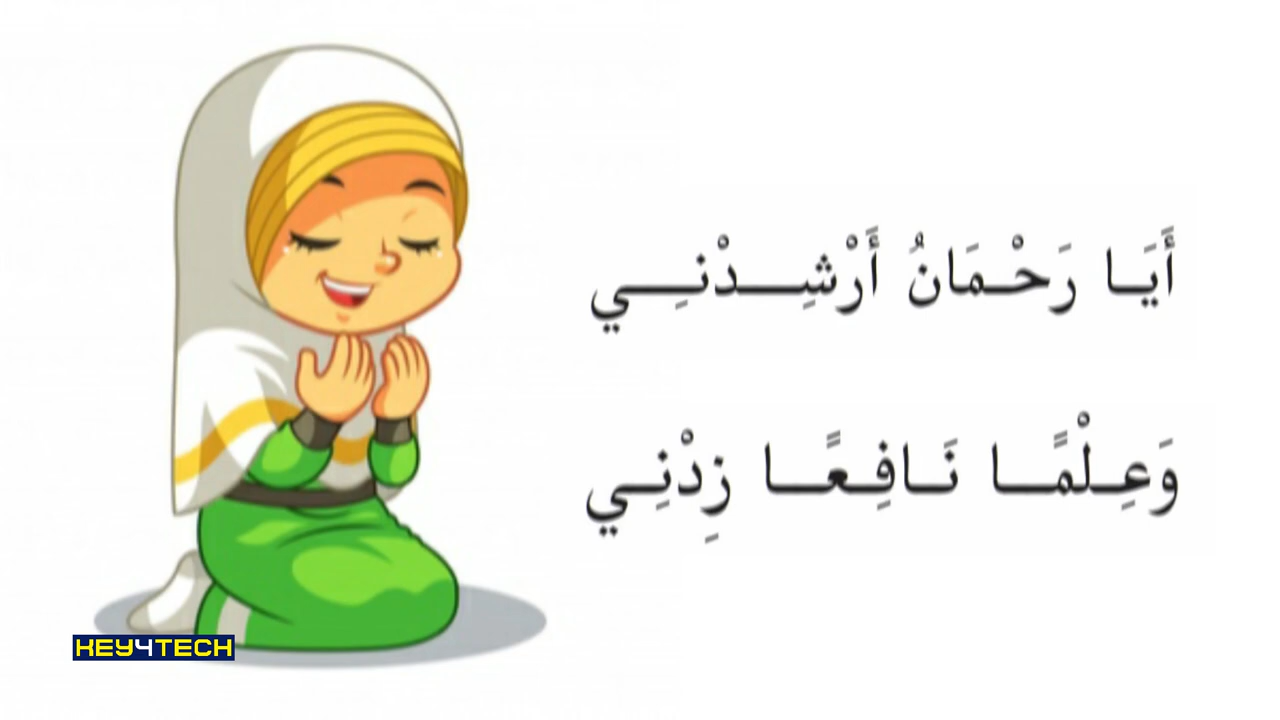 أَيَا رَحْمَانُ أَرْشِدْنِي
وَعِلْمًا نَافِعًا زِدْنِي
KEY4TECH